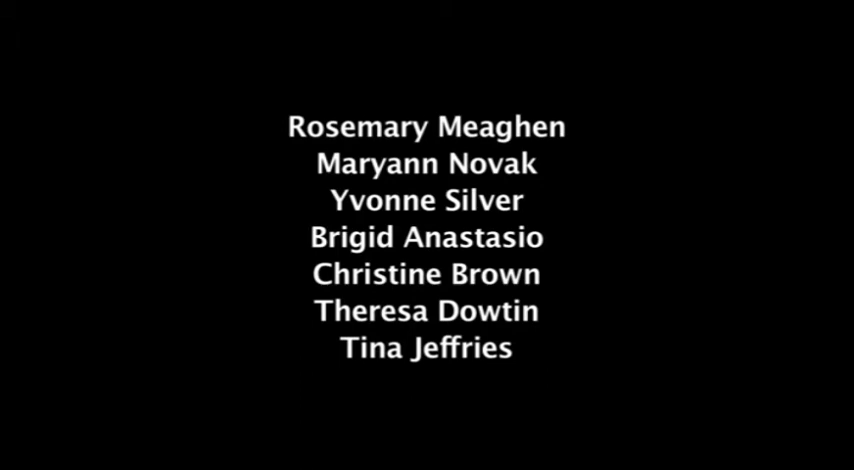 Rosemary Meaghen
Maryann Novak
Yvonne Silver
Brigid Anastasio
Christine Brown
Theresa Dowtin
Tina Jeffries